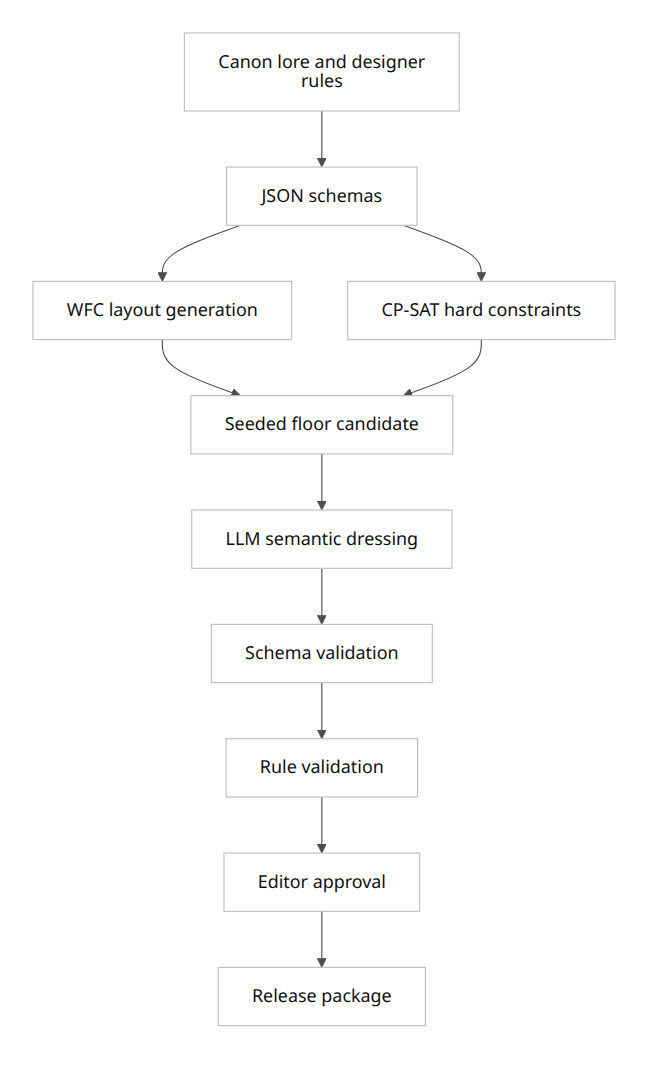 Canon lore and designer
rules
JSON schemas
WFC layout generation
CP-SAT hard constraints
Seeded floor candidate
LLM semantic dressing
Schema validation
Rule validation
Editor approval
Release package